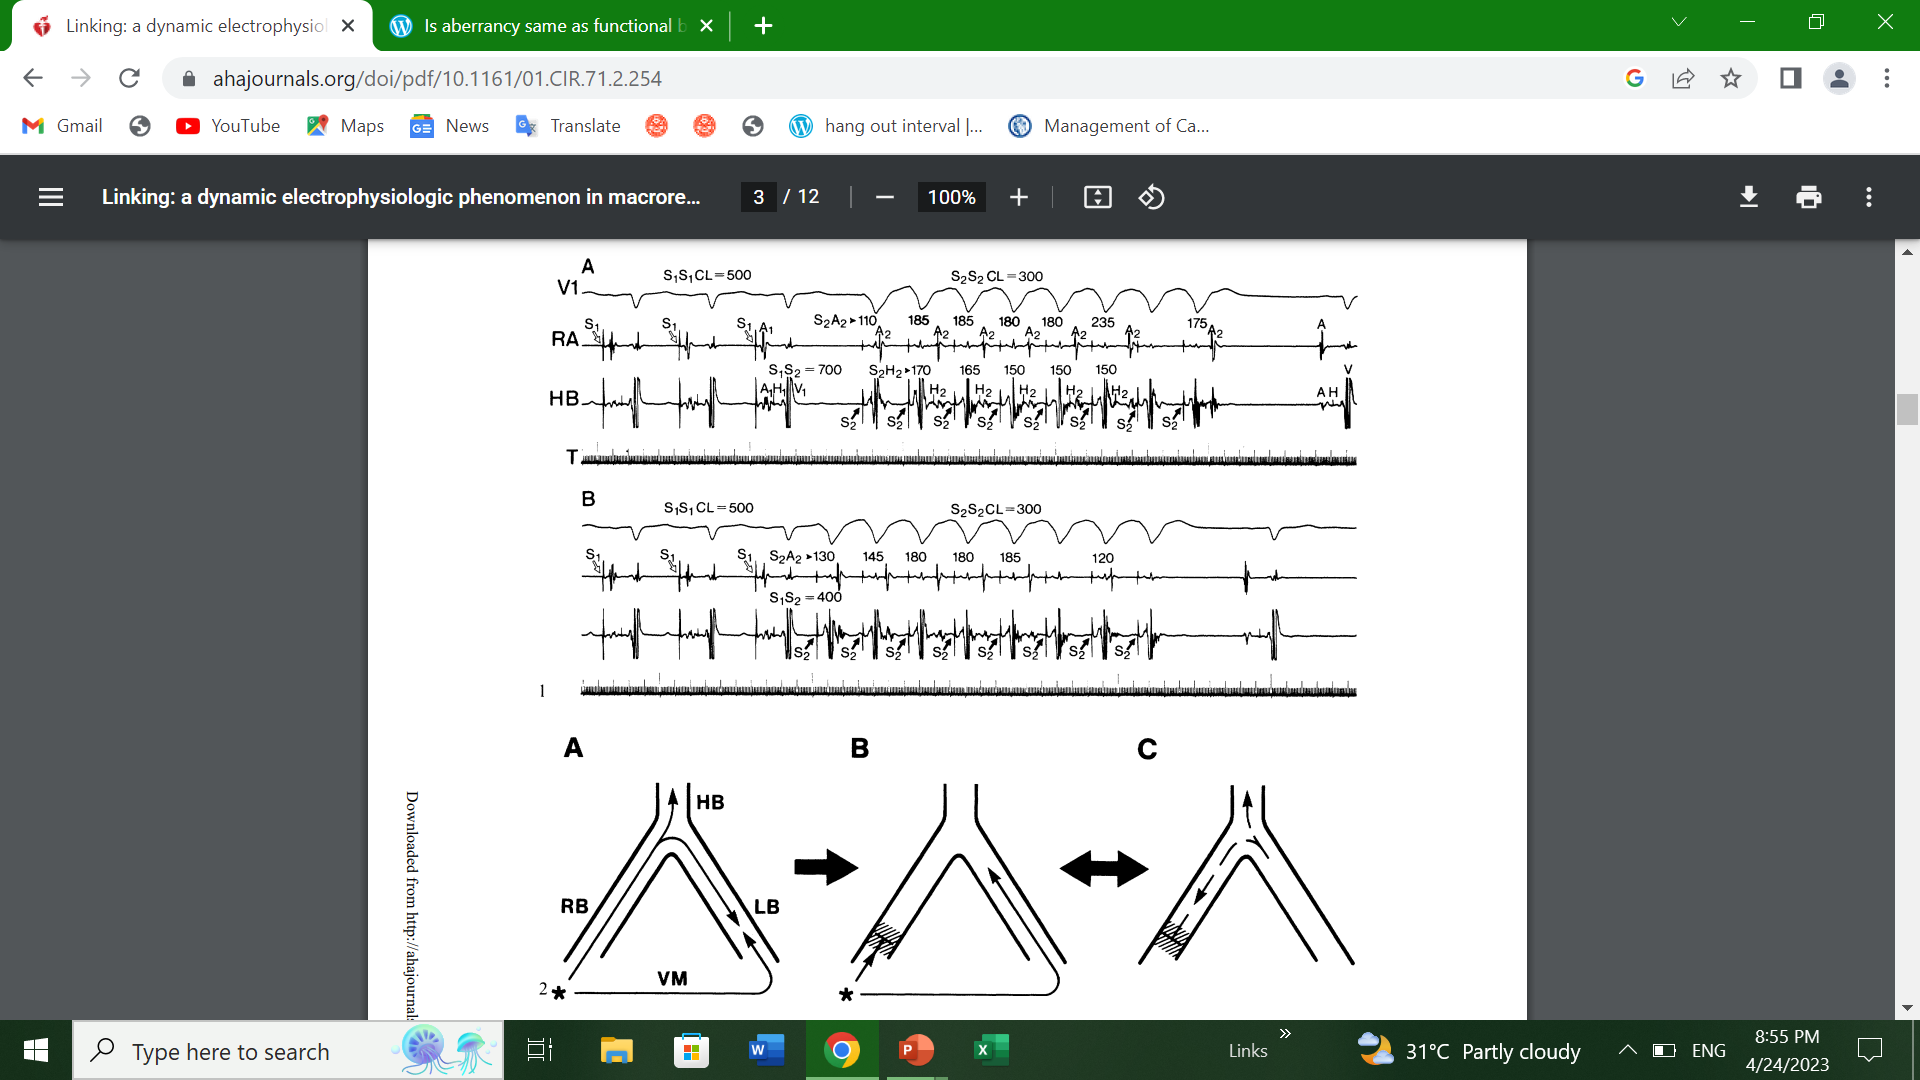 Linking: a dynamic electrophysiol
Is aberrancy same as functional b
ahajournals.org/doi/pdf/10.1161/01.CIR.71.2.254
Gmail YouTube Maps News Translate hang out interval |... Management of Ca...
Linking: a dynamic electrophysiologic phenomenon in macrore... 3 / 12 100%
A
S₁S₁CL=500 S₂S₂CL=300
V1
S₁ S₁ S₁ A₁ S₂A₂▸110 185 185 180 180 235 175
A₂ A₂ A₂ A₂ A₂ A₂ A₂ A
RA
S₁S₂ = 700 S₂H₂▸170 165 150 150 150 V
A₁H₁ V₁ H₂ H₂ H₂ H₂ H₂ A H
HB
S₂ S₂ S₂ S₂ S₂ S₂ S₂ S₂
T
B
S₁S₁CL=500 S₂S₂CL=300
S₁ S₁ S₁ S₂A₂▸130 145 180 180 185 120
S₁S₂ = 400
S₂ S₂ S₂ S₂ S₂ S₂ S₂ S₂
1
A B C
HB
RB LB
VM
2 * *
Downloaded from http://ahajournals
Type here to search
Links
31°C Partly cloudy
ENG
8:55 PM
4/24/2023